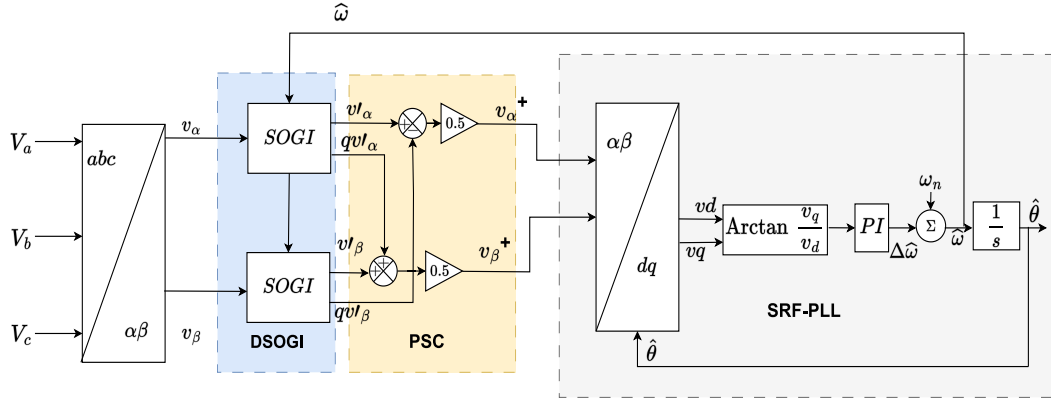 ω̂
V_a
V_b
V_c
abc
αβ
v_α
v_β
SOGI
SOGI
DSOGI
v′_α
qv′_α
v′_β
qv′_β
+ −
+ +
0.5
0.5
PSC
v_α⁺
v_β⁺
αβ
dq
θ̂
vd
vq
Arctan v_q / v_d
PI
Δω̂
ω_n
Σ
ω̂
1 / s
θ̂
SRF-PLL